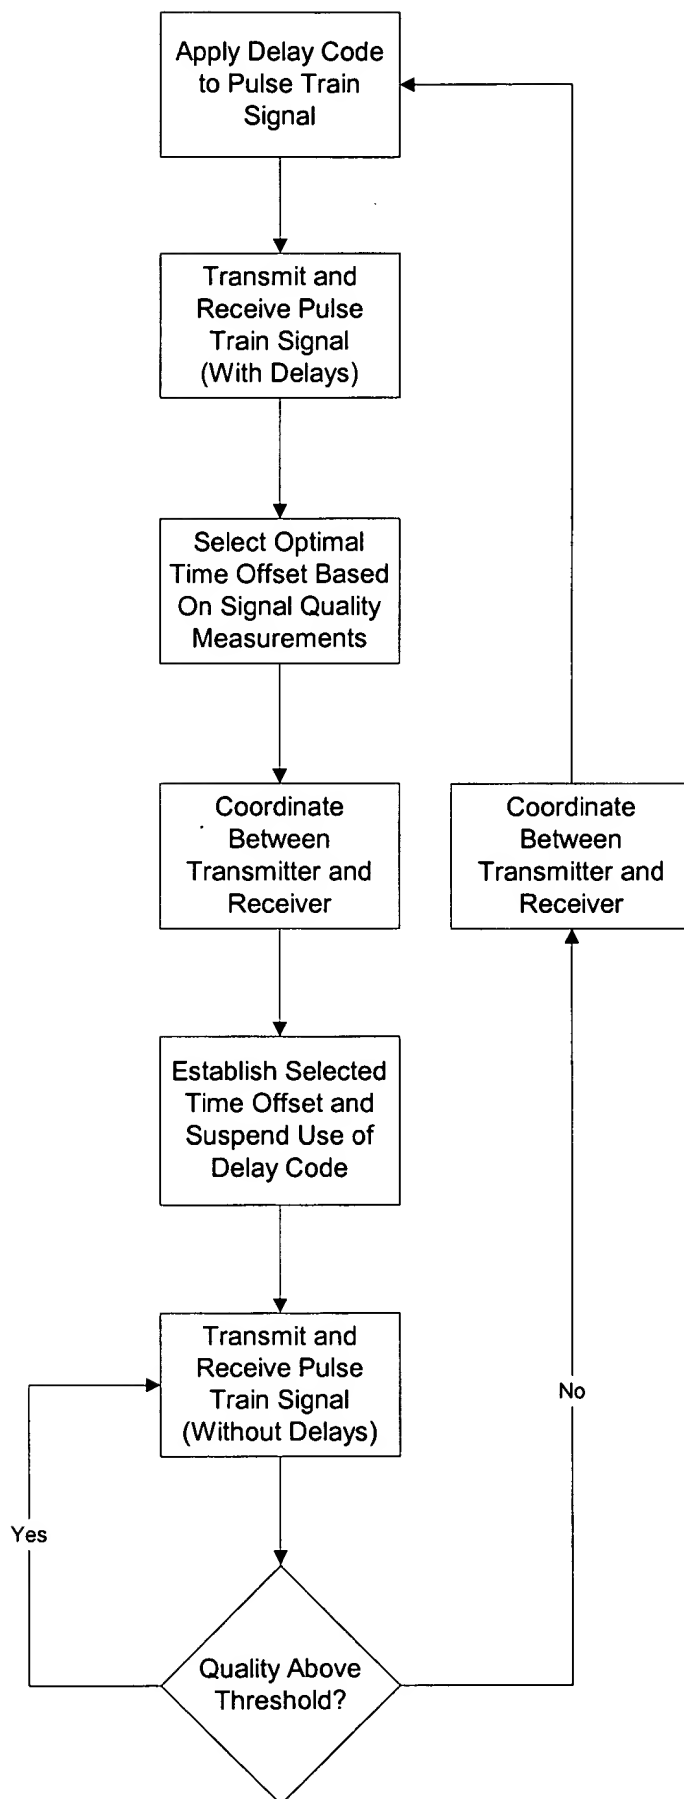 Apply Delay Code
to Pulse Train
Signal
Transmit and
Receive Pulse
Train Signal
(With Delays)
Select Optimal
Time Offset Based
On Signal Quality
Measurements
Coordinate
Between
Transmitter and
Receiver
Coordinate
Between
Transmitter and
Receiver
Establish Selected
Time Offset and
Suspend Use of
Delay Code
Transmit and
Receive Pulse
Train Signal
(Without Delays)
No
Yes
Quality Above
Threshold?